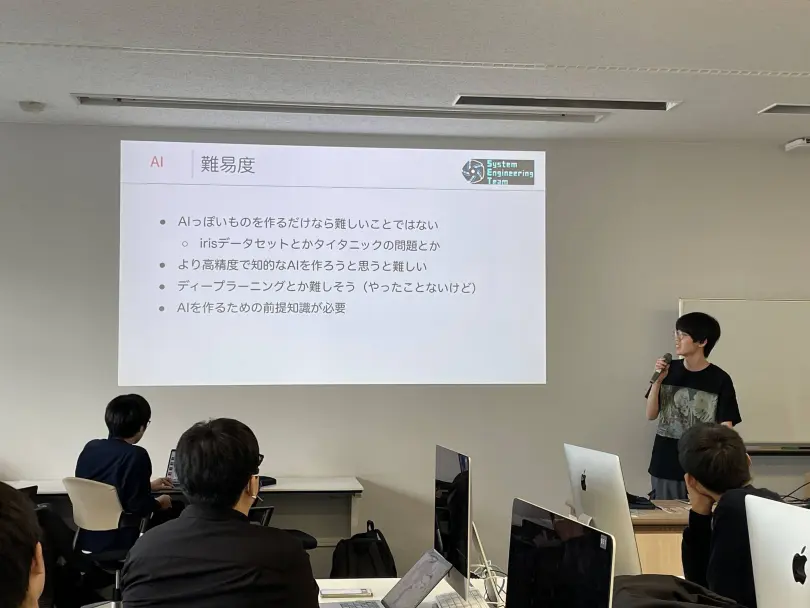 AI
難易度
System
Engineering
Team
● AIっぽいものを作るだけなら難しいことではない
○ irisデータセットとかタイタニックの問題とか
● より高精度で知的なAIを作ろうと思うと難しい
● ディープラーニングとか難しそう（やったことないけど）
● AIを作るための前提知識が必要